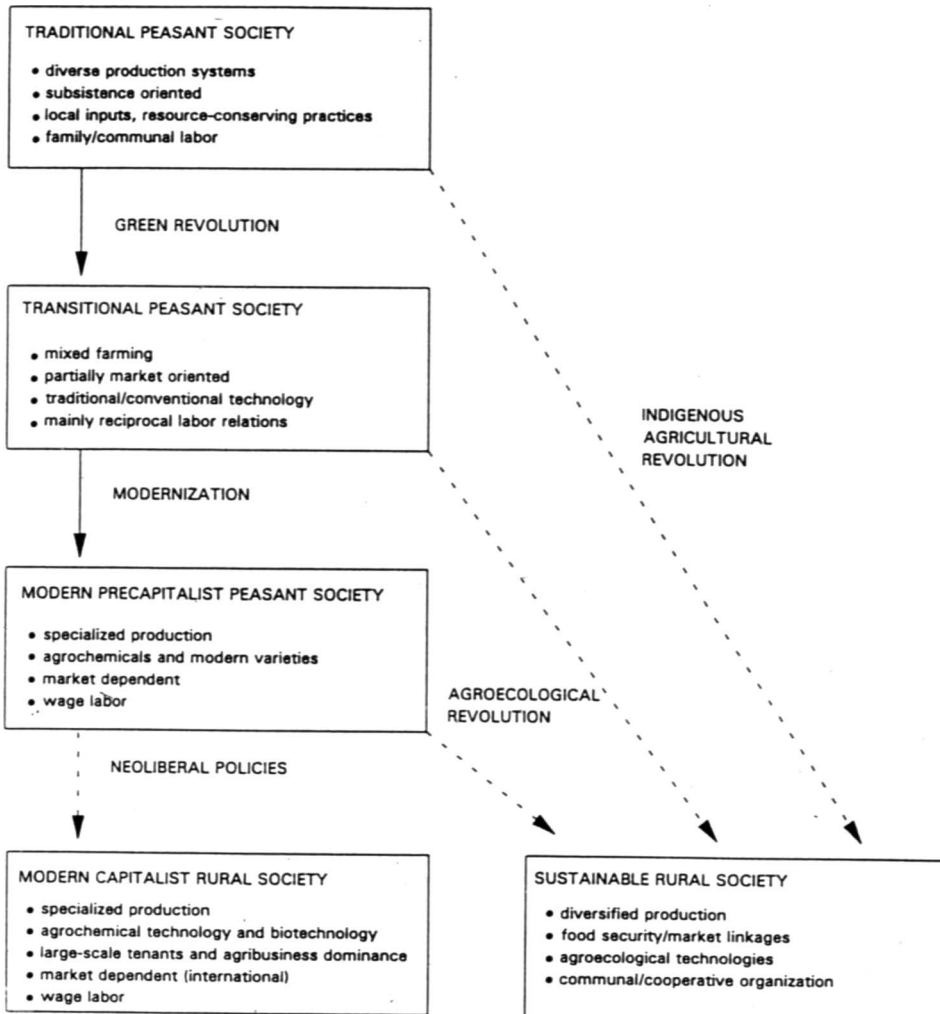 TRADITIONAL PEASANT SOCIETY
• diverse production systems
• subsistence oriented
• local inputs, resource-conserving practices
• family/communal labor
GREEN REVOLUTION
TRANSITIONAL PEASANT SOCIETY
• mixed farming
• partially market oriented
• traditional/conventional technology
• mainly reciprocal labor relations
INDIGENOUS
AGRICULTURAL
REVOLUTION
MODERNIZATION
MODERN PRECAPITALIST PEASANT SOCIETY
• specialized production
• agrochemicals and modern varieties
• market dependent
• wage labor
AGROECOLOGICAL
REVOLUTION
NEOLIBERAL POLICIES
MODERN CAPITALIST RURAL SOCIETY
• specialized production
• agrochemical technology and biotechnology
• large-scale tenants and agribusiness dominance
• market dependent (international)
• wage labor
SUSTAINABLE RURAL SOCIETY
• diversified production
• food security/market linkages
• agroecological technologies
• communal/cooperative organization